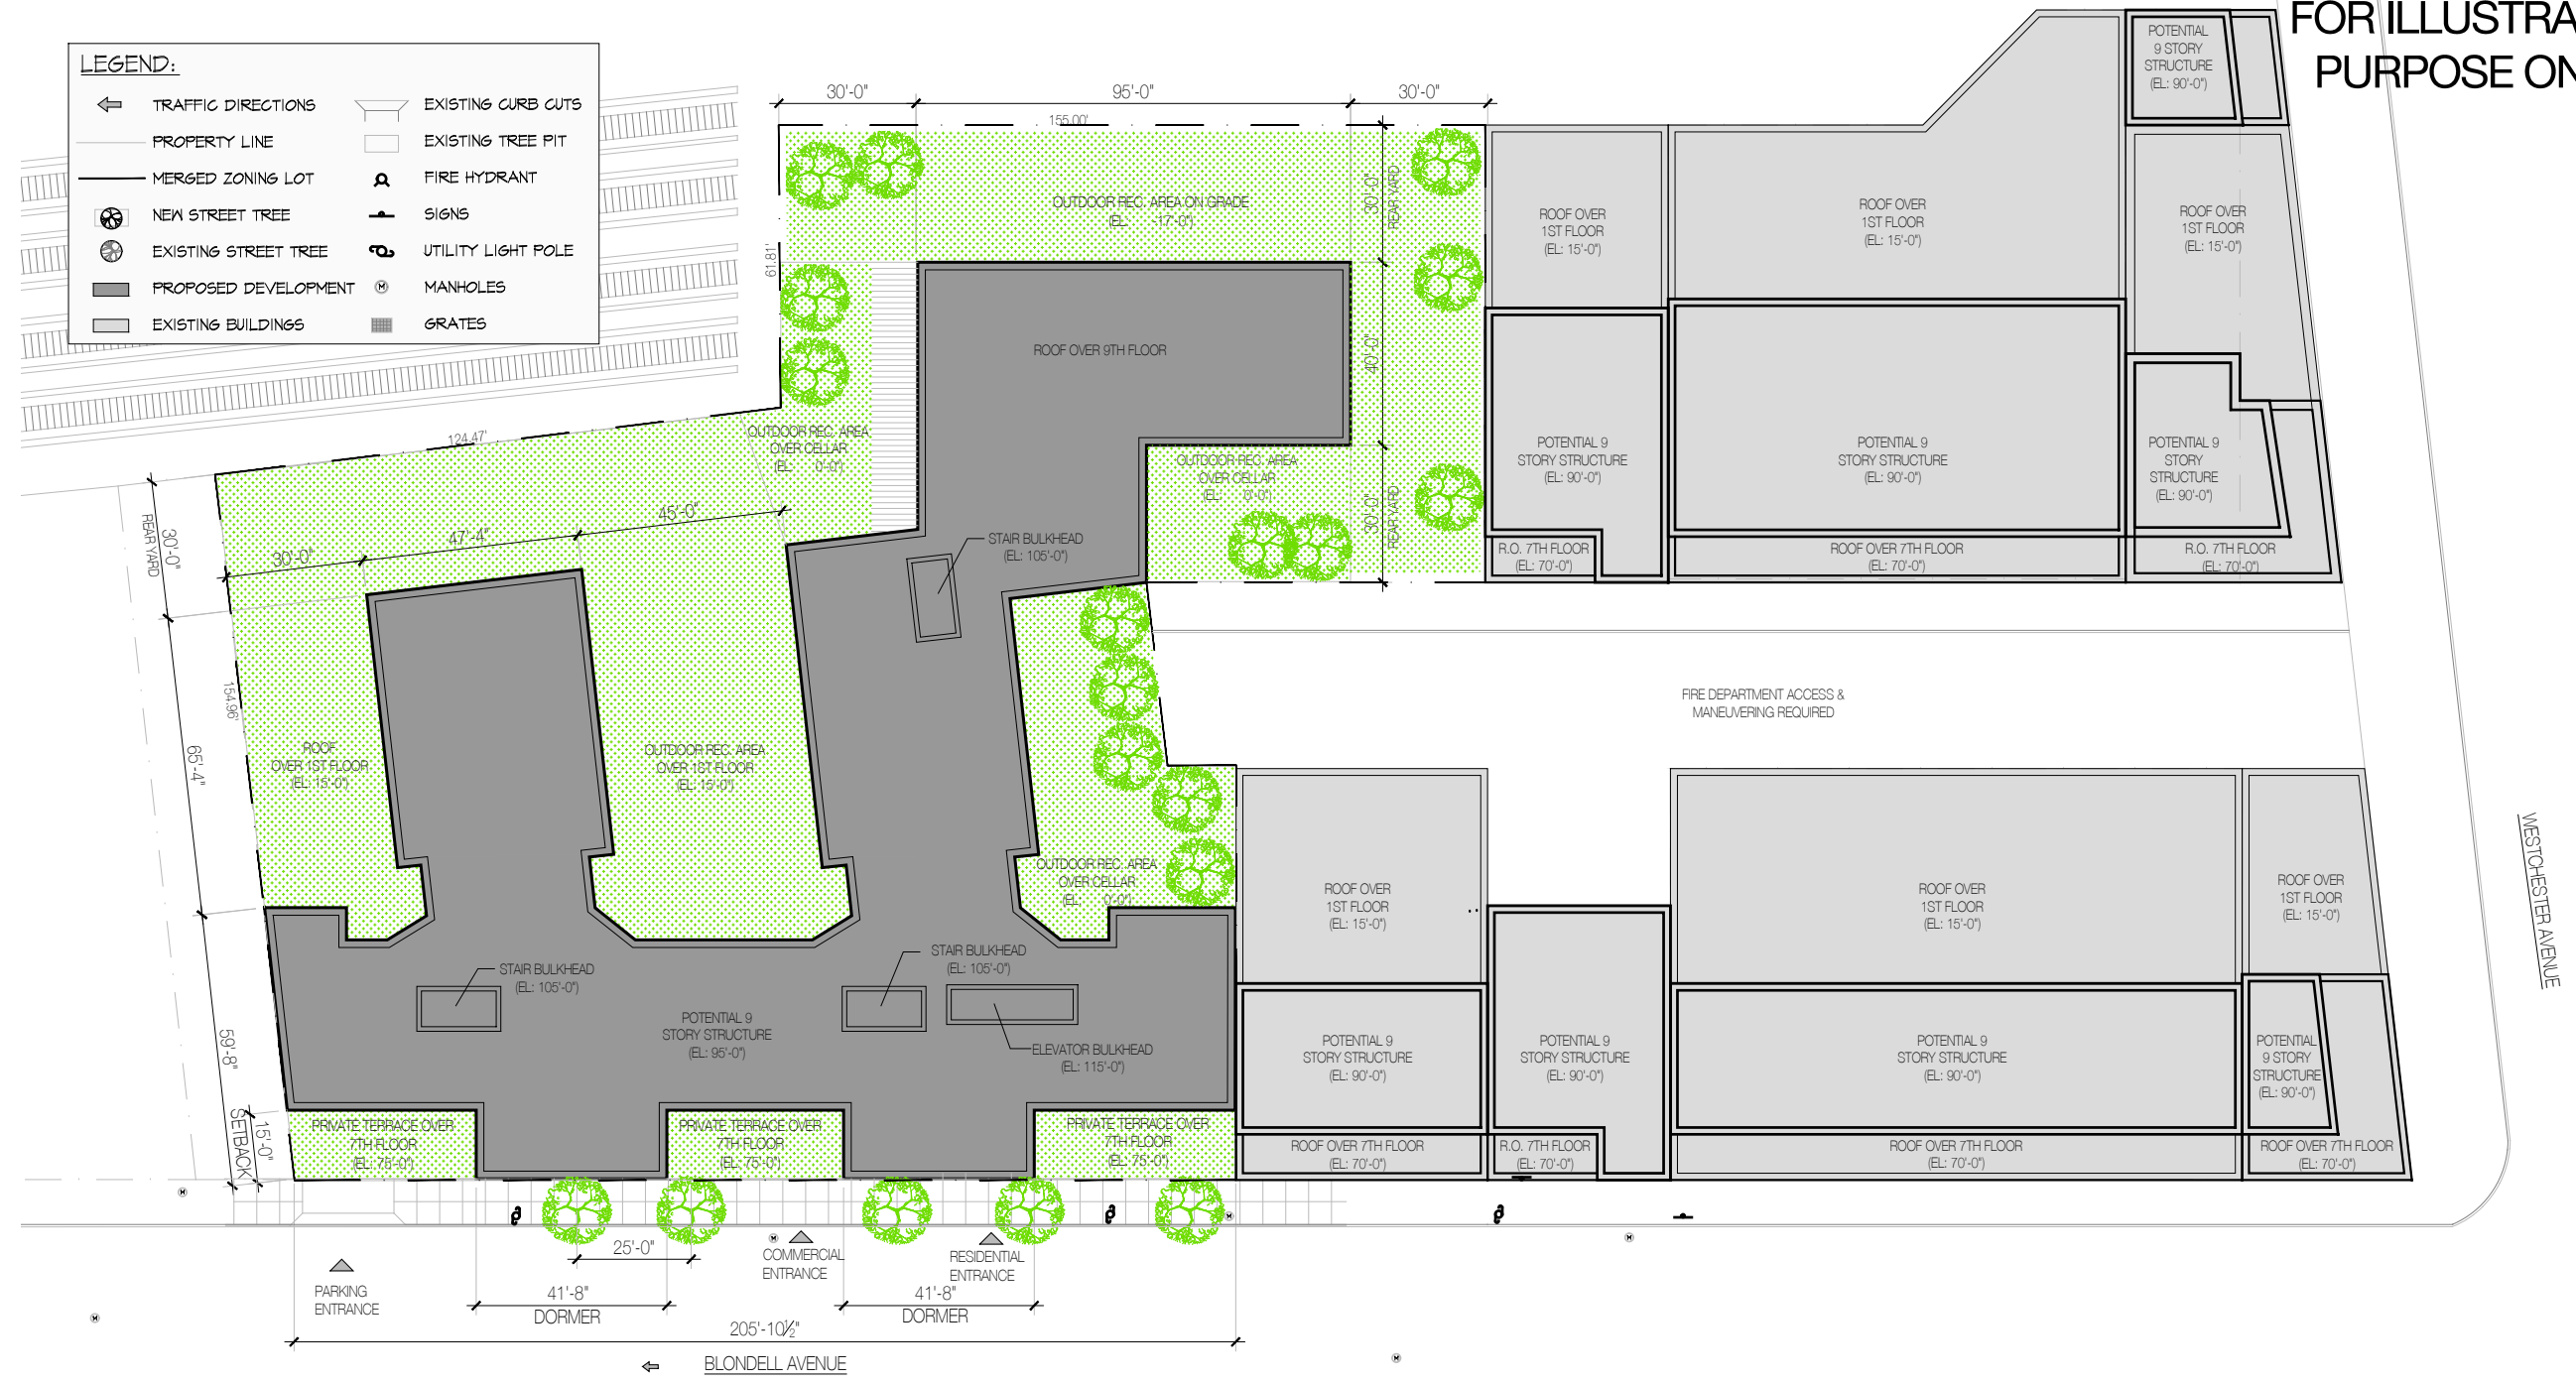 FOR ILLUSTRA
PURPOSE ON
LEGEND:
TRAFFIC DIRECTIONS
PROPERTY LINE
MERGED ZONING LOT
NEW STREET TREE
EXISTING STREET TREE
PROPOSED DEVELOPMENT
EXISTING BUILDINGS
EXISTING CURB CUTS
EXISTING TREE PIT
FIRE HYDRANT
SIGNS
UTILITY LIGHT POLE
MANHOLES
GRATES
30'-0"
95'-0"
30'-0"
155.00'
61.81'
OUTDOOR REC. AREA ON GRADE
(EL: -17'-0")
30'-0"
REAR YARD
40'-0"
30'-0"
REAR YARD
ROOF OVER 9TH FLOOR
124.47'
OUTDOOR REC. AREA
OVER CELLAR
(EL: 0'-0")
OUTDOOR REC. AREA
OVER CELLAR
(EL: 0'-0")
30'-0"
47'-4"
45'-0"
REAR YARD
30'-0"
STAIR BULKHEAD
(EL: 105'-0")
154.96'
65'-4"
ROOF
OVER 1ST FLOOR
(EL: 15'-0")
OUTDOOR REC. AREA
OVER 1ST FLOOR
(EL: 15'-0")
OUTDOOR REC. AREA
OVER CELLAR
(EL: 0'-0")
STAIR BULKHEAD
(EL: 105'-0")
STAIR BULKHEAD
(EL: 105'-0")
POTENTIAL 9
STORY STRUCTURE
(EL: 95'-0")
ELEVATOR BULKHEAD
(EL: 115'-0")
59'-8"
SETBACK
15'-0"
PRIVATE TERRACE OVER
7TH FLOOR
(EL: 75'-0")
PRIVATE TERRACE OVER
7TH FLOOR
(EL: 75'-0")
PRIVATE TERRACE OVER
7TH FLOOR
(EL: 75'-0")
POTENTIAL
9 STORY
STRUCTURE
(EL: 90'-0")
ROOF OVER
1ST FLOOR
(EL: 15'-0")
ROOF OVER
1ST FLOOR
(EL: 15'-0")
ROOF OVER
1ST FLOOR
(EL: 15'-0")
POTENTIAL 9
STORY STRUCTURE
(EL: 90'-0")
POTENTIAL 9
STORY STRUCTURE
(EL: 90'-0")
POTENTIAL 9
STORY
STRUCTURE
(EL: 90'-0")
R.O. 7TH FLOOR
(EL: 70'-0")
ROOF OVER 7TH FLOOR
(EL: 70'-0")
R.O. 7TH FLOOR
(EL: 70'-0")
FIRE DEPARTMENT ACCESS &
MANEUVERING REQUIRED
ROOF OVER
1ST FLOOR
(EL: 15'-0")
ROOF OVER
1ST FLOOR
(EL: 15'-0")
ROOF OVER
1ST FLOOR
(EL: 15'-0")
POTENTIAL 9
STORY STRUCTURE
(EL: 90'-0")
POTENTIAL 9
STORY STRUCTURE
(EL: 90'-0")
POTENTIAL 9
STORY STRUCTURE
(EL: 90'-0")
POTENTIAL
9 STORY
STRUCTURE
(EL: 90'-0")
ROOF OVER 7TH FLOOR
(EL: 70'-0")
R.O. 7TH FLOOR
(EL: 70'-0")
ROOF OVER 7TH FLOOR
(EL: 70'-0")
ROOF OVER 7TH FLOOR
(EL: 70'-0")
WESTCHESTER AVENUE
25'-0"
PARKING
ENTRANCE
COMMERCIAL
ENTRANCE
RESIDENTIAL
ENTRANCE
41'-8"
DORMER
41'-8"
DORMER
205'-10½"
BLONDELL AVENUE